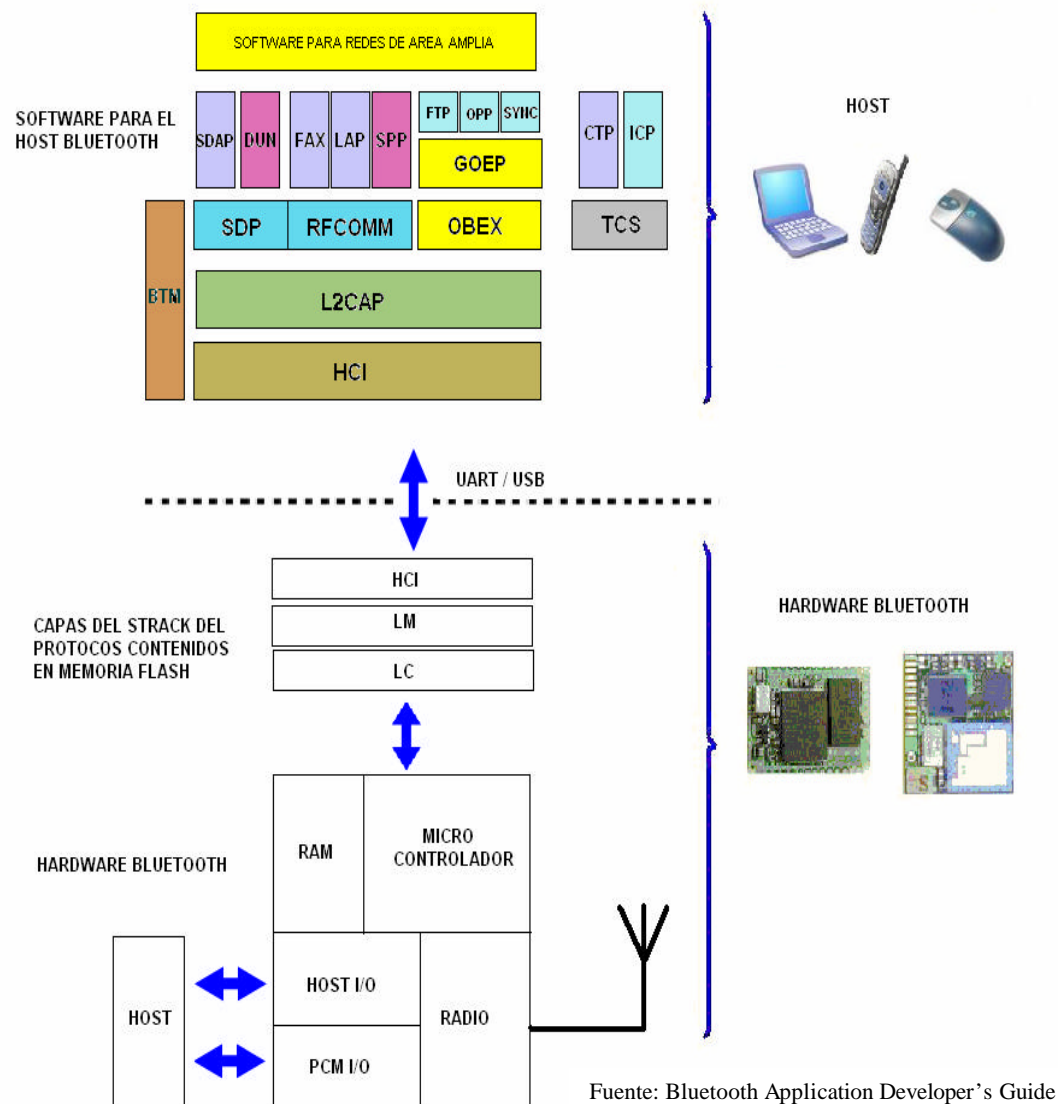 SOFTWARE PARA REDES DE AREA AMPLIA
SOFTWARE PARA EL
HOST BLUETOOTH
SDAP
DUN
FAX
LAP
SPP
FTP
OPP
SYNC
GOEP
CTP
ICP
HOST
BTM
SDP
RFCOMM
OBEX
TCS
L2CAP
HCI
UART / USB
HCI
LM
LC
CAPAS DEL STRACK DEL
PROTOCOS CONTENIDOS
EN MEMORIA FLASH
HARDWARE BLUETOOTH
RAM
MICRO
CONTROLADOR
HARDWARE BLUETOOTH
HOST
HOST I/O
PCM I/O
RADIO
Fuente: Bluetooth Application Developer’s Guide